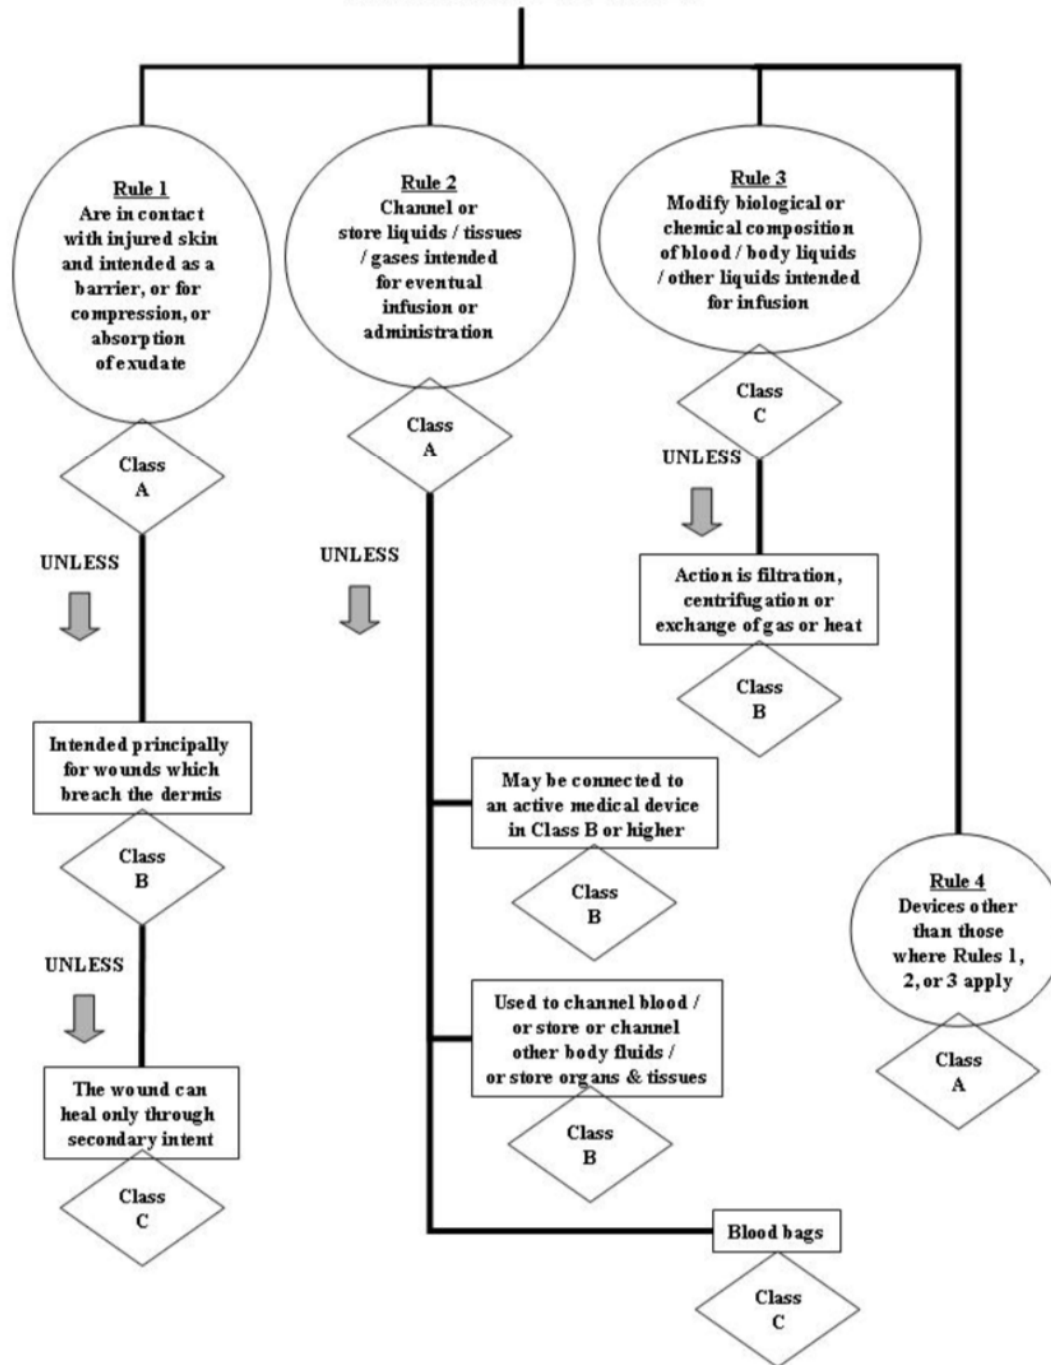 Rule 1
Are in contact
with injured skin
and intended as a
barrier, or for
compression, or
absorption
of exudate
Class
A
UNLESS
Intended principally
for wounds which
breach the dermis
Class
B
UNLESS
The wound can
heal only through
secondary intent
Class
C
Rule 2
Channel or
store liquids / tissues
/ gases intended
for eventual
infusion or
administration
Class
A
UNLESS
May be connected to
an active medical device
in Class B or higher
Class
B
Used to channel blood /
or store or channel
other body fluids /
or store organs & tissues
Class
B
Blood bags
Class
C
Rule 3
Modify biological or
chemical composition
of blood / body liquids
/ other liquids intended
for infusion
Class
C
UNLESS
Action is filtration,
centrifugation or
exchange of gas or heat
Class
B
Rule 4
Devices other
than those
where Rules 1,
2, or 3 apply
Class
A